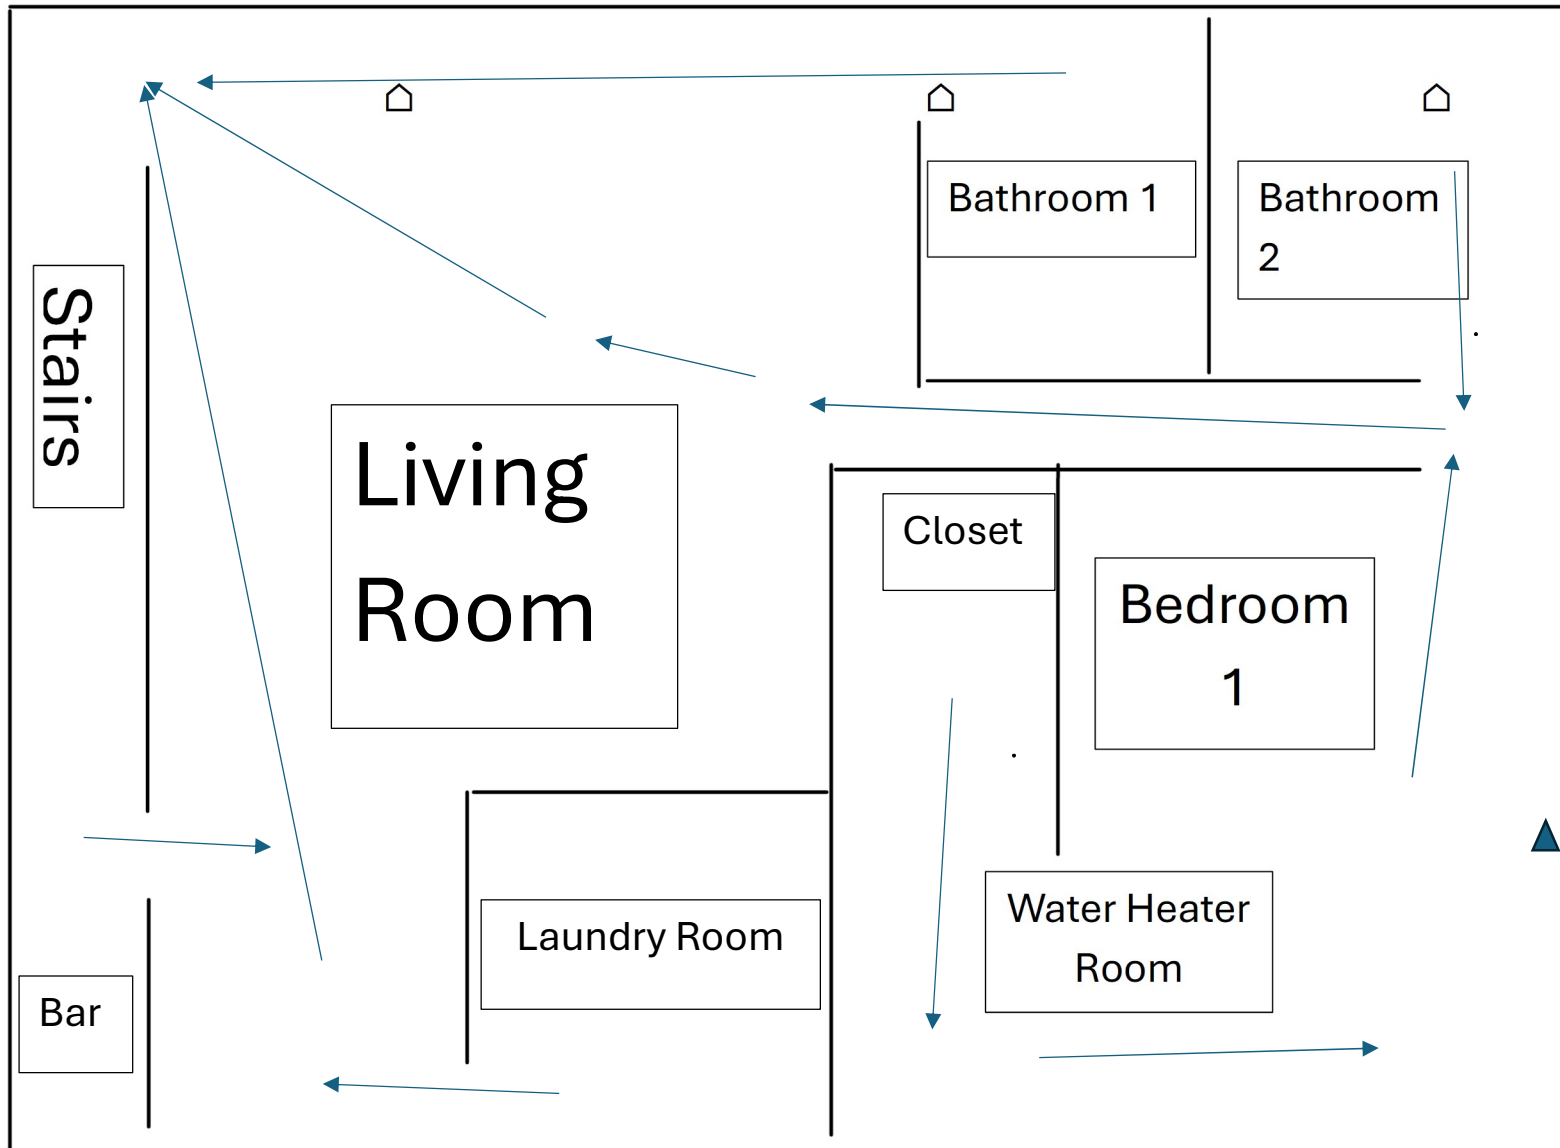 Bathroom 1
Bathroom
2
Stairs
Living
Room
Closet
Bedroom
1
Laundry Room
Water Heater
Room
Bar